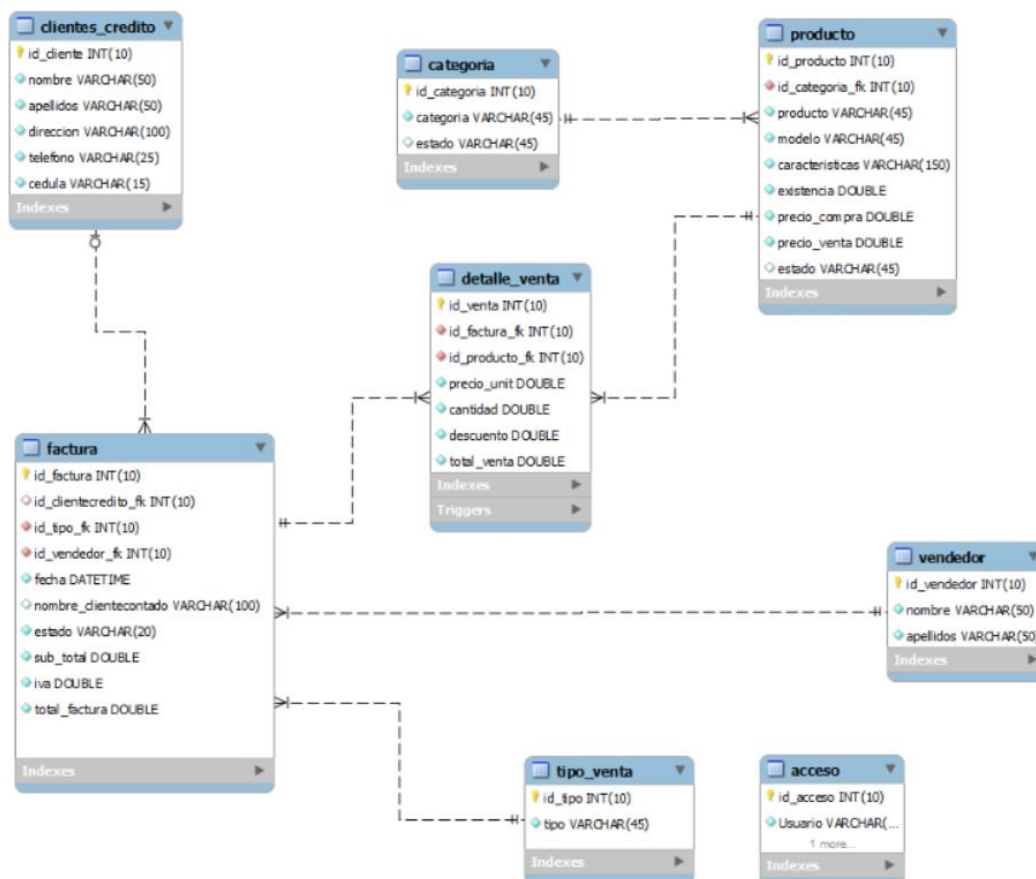 clientes_credito
id_cliente INT(10)
nombre VARCHAR(50)
apellidos VARCHAR(50)
direccion VARCHAR(100)
telefono VARCHAR(25)
cedula VARCHAR(15)
Indexes
categoria
id_categoria INT(10)
categoria VARCHAR(45)
estado VARCHAR(45)
Indexes
producto
id_producto INT(10)
id_categoria_fk INT(10)
producto VARCHAR(45)
modelo VARCHAR(45)
caracteristicas VARCHAR(150)
existencia DOUBLE
precio_compra DOUBLE
precio_venta DOUBLE
estado VARCHAR(45)
Indexes
detalle_venta
id_venta INT(10)
id_factura_fk INT(10)
id_producto_fk INT(10)
precio_unit DOUBLE
cantidad DOUBLE
descuento DOUBLE
total_venta DOUBLE
Indexes
Triggers
factura
id_factura INT(10)
id_clientecredito_fk INT(10)
id_tipo_fk INT(10)
id_vendedor_fk INT(10)
fecha DATETIME
nombre_clientecontado VARCHAR(100)
estado VARCHAR(20)
sub_total DOUBLE
iva DOUBLE
total_factura DOUBLE
Indexes
vendedor
id_vendedor INT(10)
nombre VARCHAR(50)
apellidos VARCHAR(50)
Indexes
tipo_venta
id_tipo INT(10)
tipo VARCHAR(45)
Indexes
acceso
id_acceso INT(10)
Usuario VARCHAR(...
1 more...
Indexes